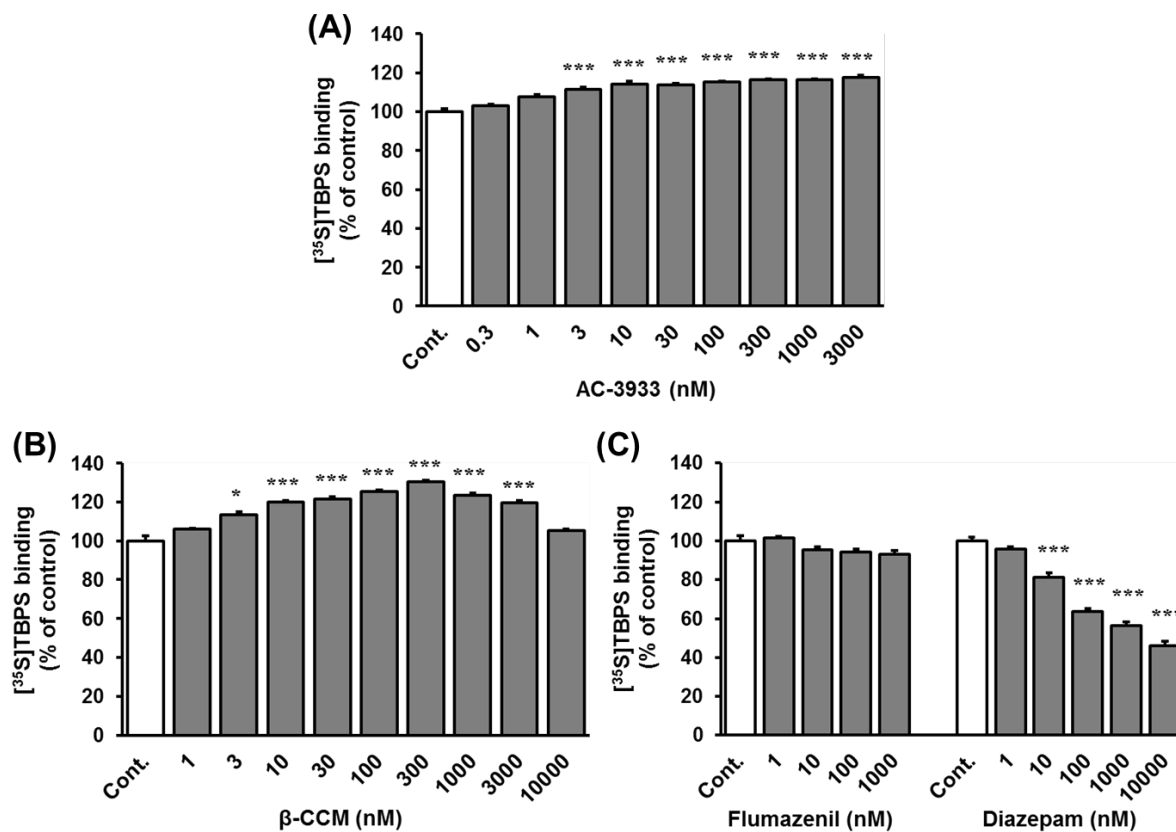 (A)
[³⁵S]TBPS binding
(% of control)
140
120
100
80
60
40
20
0
*** *** *** *** *** *** ***
Cont. 0.3 1 3 10 30 100 300 1000 3000
AC-3933 (nM)
(B)
[³⁵S]TBPS binding
(% of control)
140
120
100
80
60
40
20
0
* *** *** *** *** *** ***
Cont. 1 3 10 30 100 300 1000 3000 10000
β-CCM (nM)
(C)
[³⁵S]TBPS binding
(% of control)
140
120
100
80
60
40
20
0
*** *** *** ***
Cont. 1 10 100 1000 Cont. 1 10 100 1000 10000
Flumazenil (nM) Diazepam (nM)